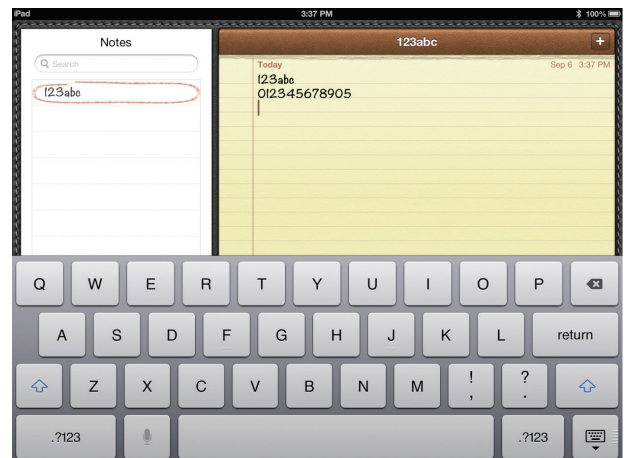 iPad 3:37 PM 100%
Notes
123abc +
Search
123abc
Today Sep 6 3:37 PM
123abc
012345678905
Q W E R T Y U I O P
A S D F G H J K L return
Z X C V B N M ! , ? .
.?123 .?123